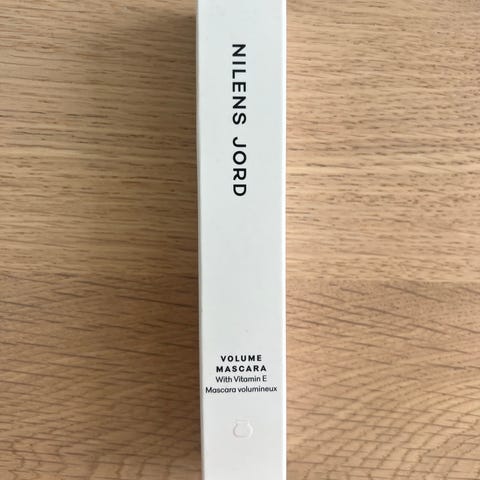 NILENS JORD
VOLUME
MASCARA
With Vitamin E
Mascara volumineux